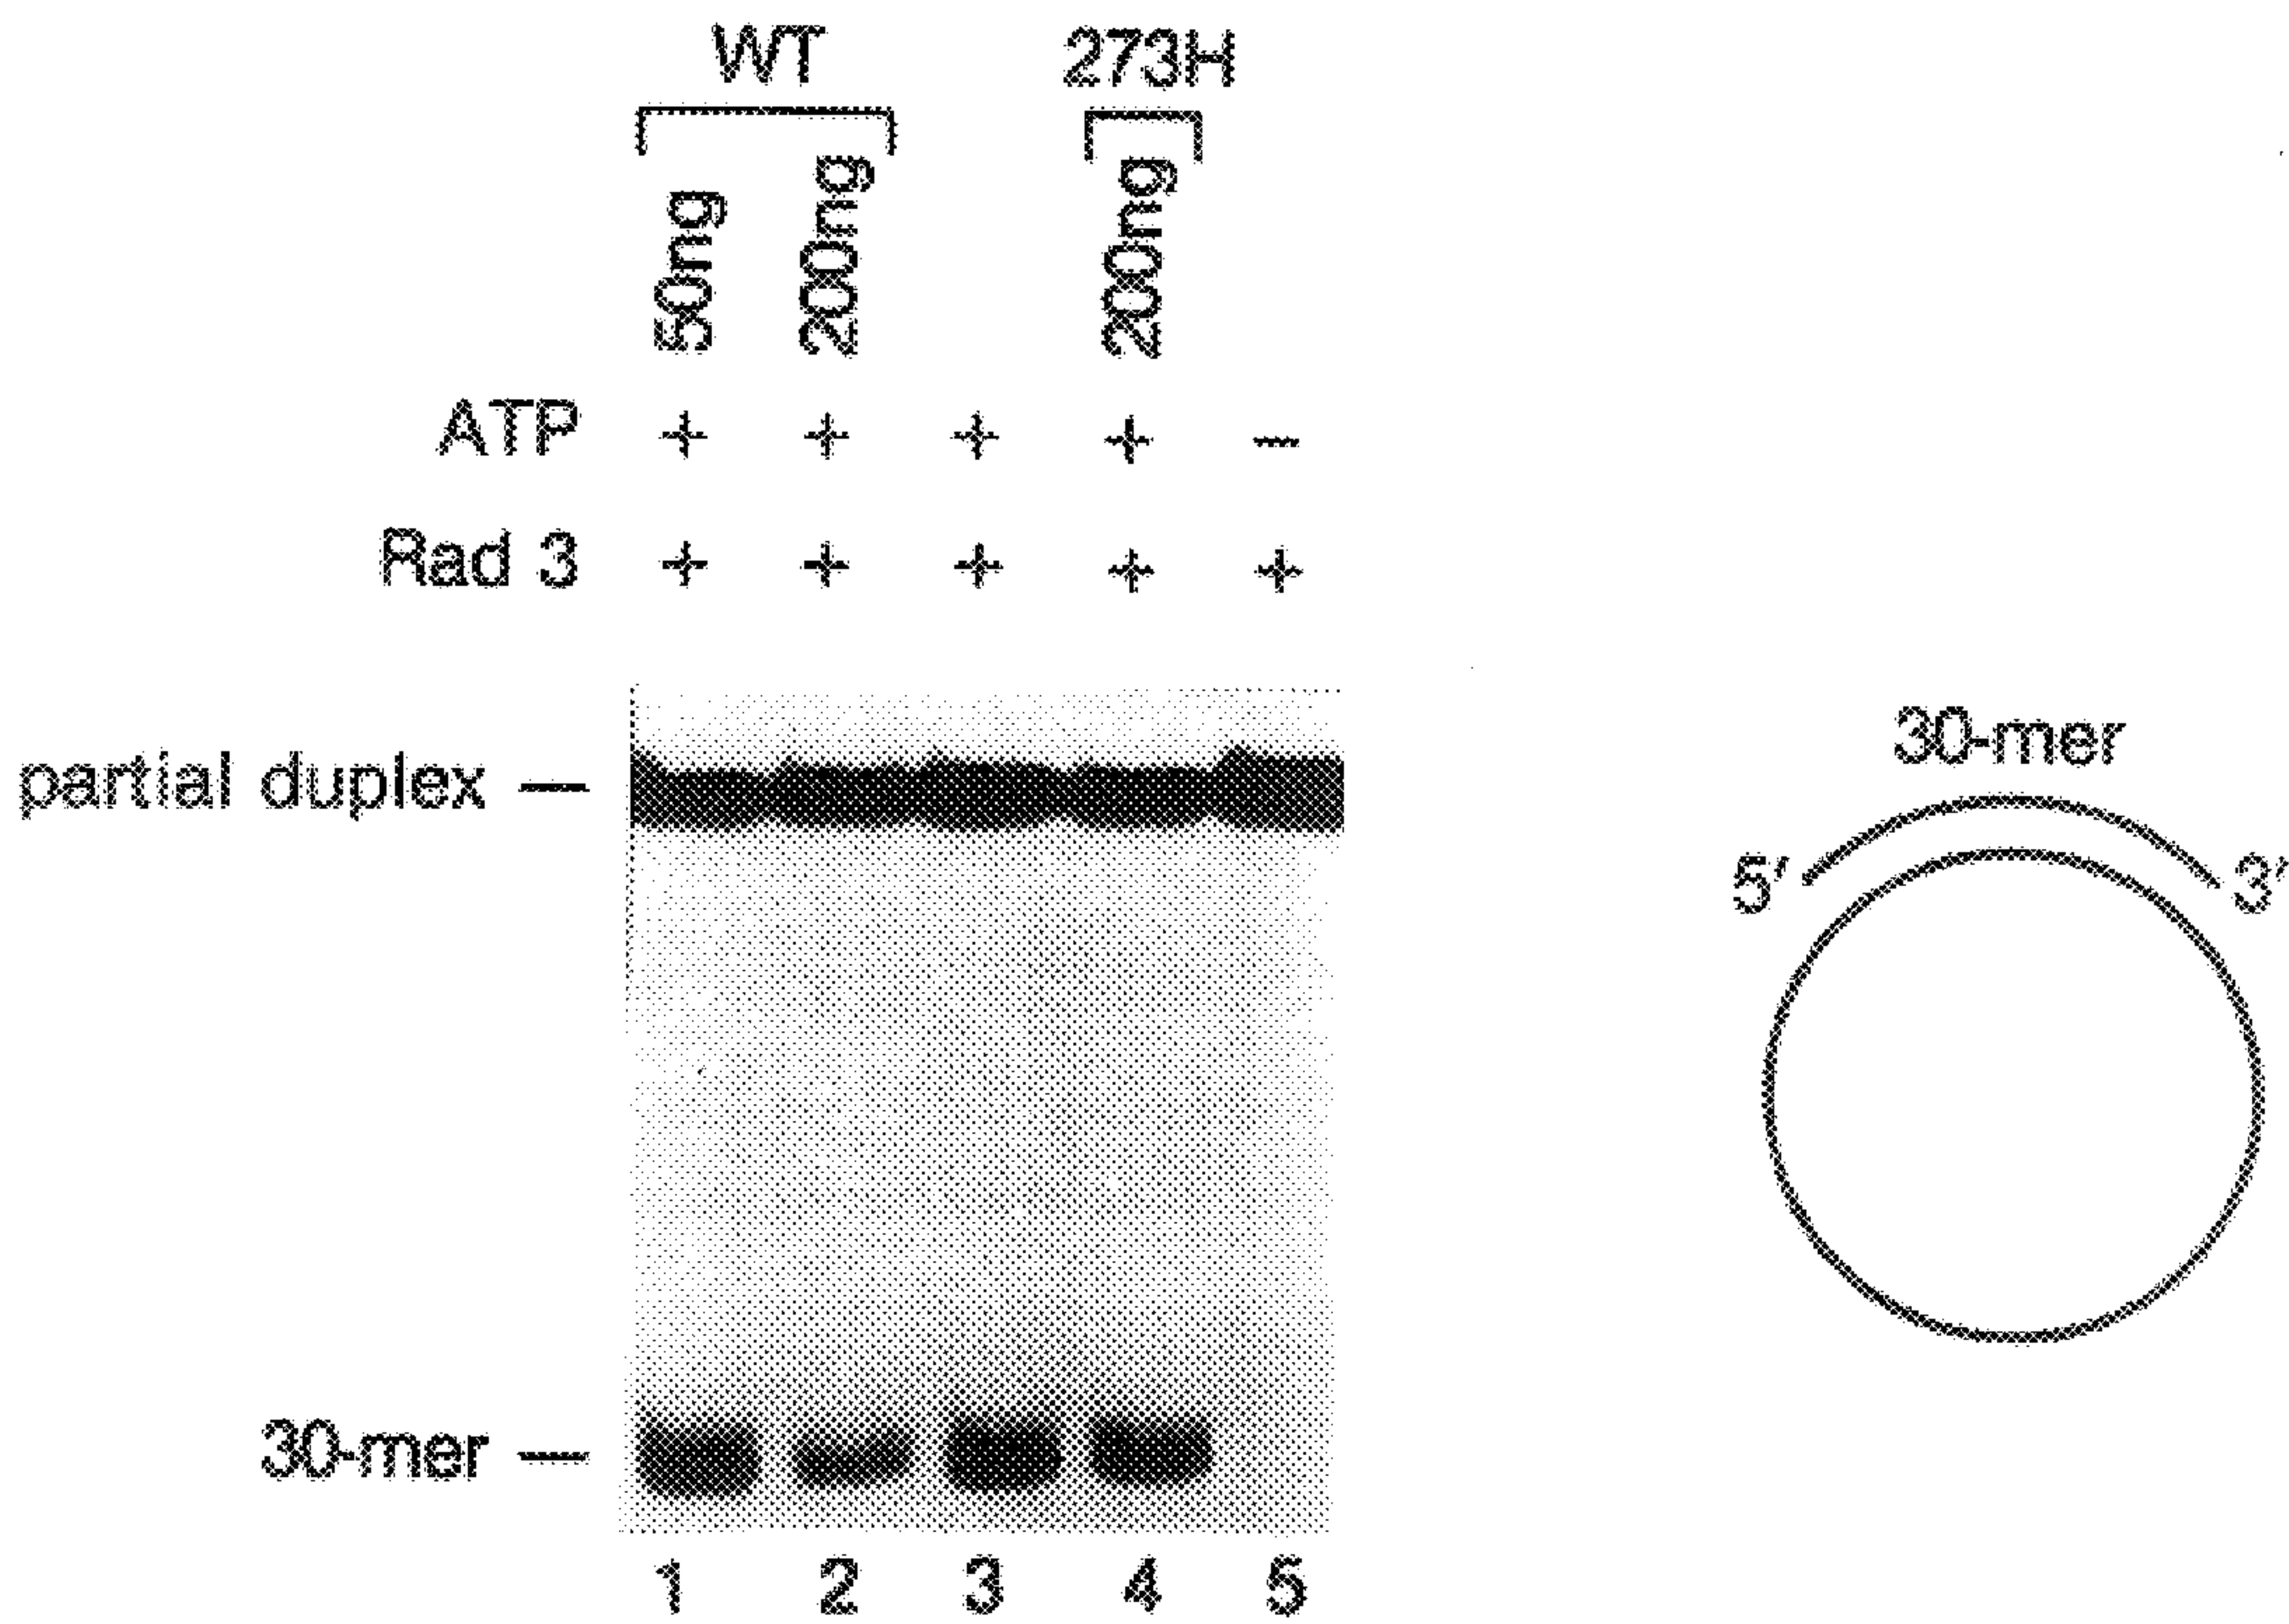 WT 273H
50ng 200ng 200ng
ATP + + + + −
Rad 3 + + + + +
partial duplex —
30-mer
5′ 3′
30-mer —
1 2 3 4 5